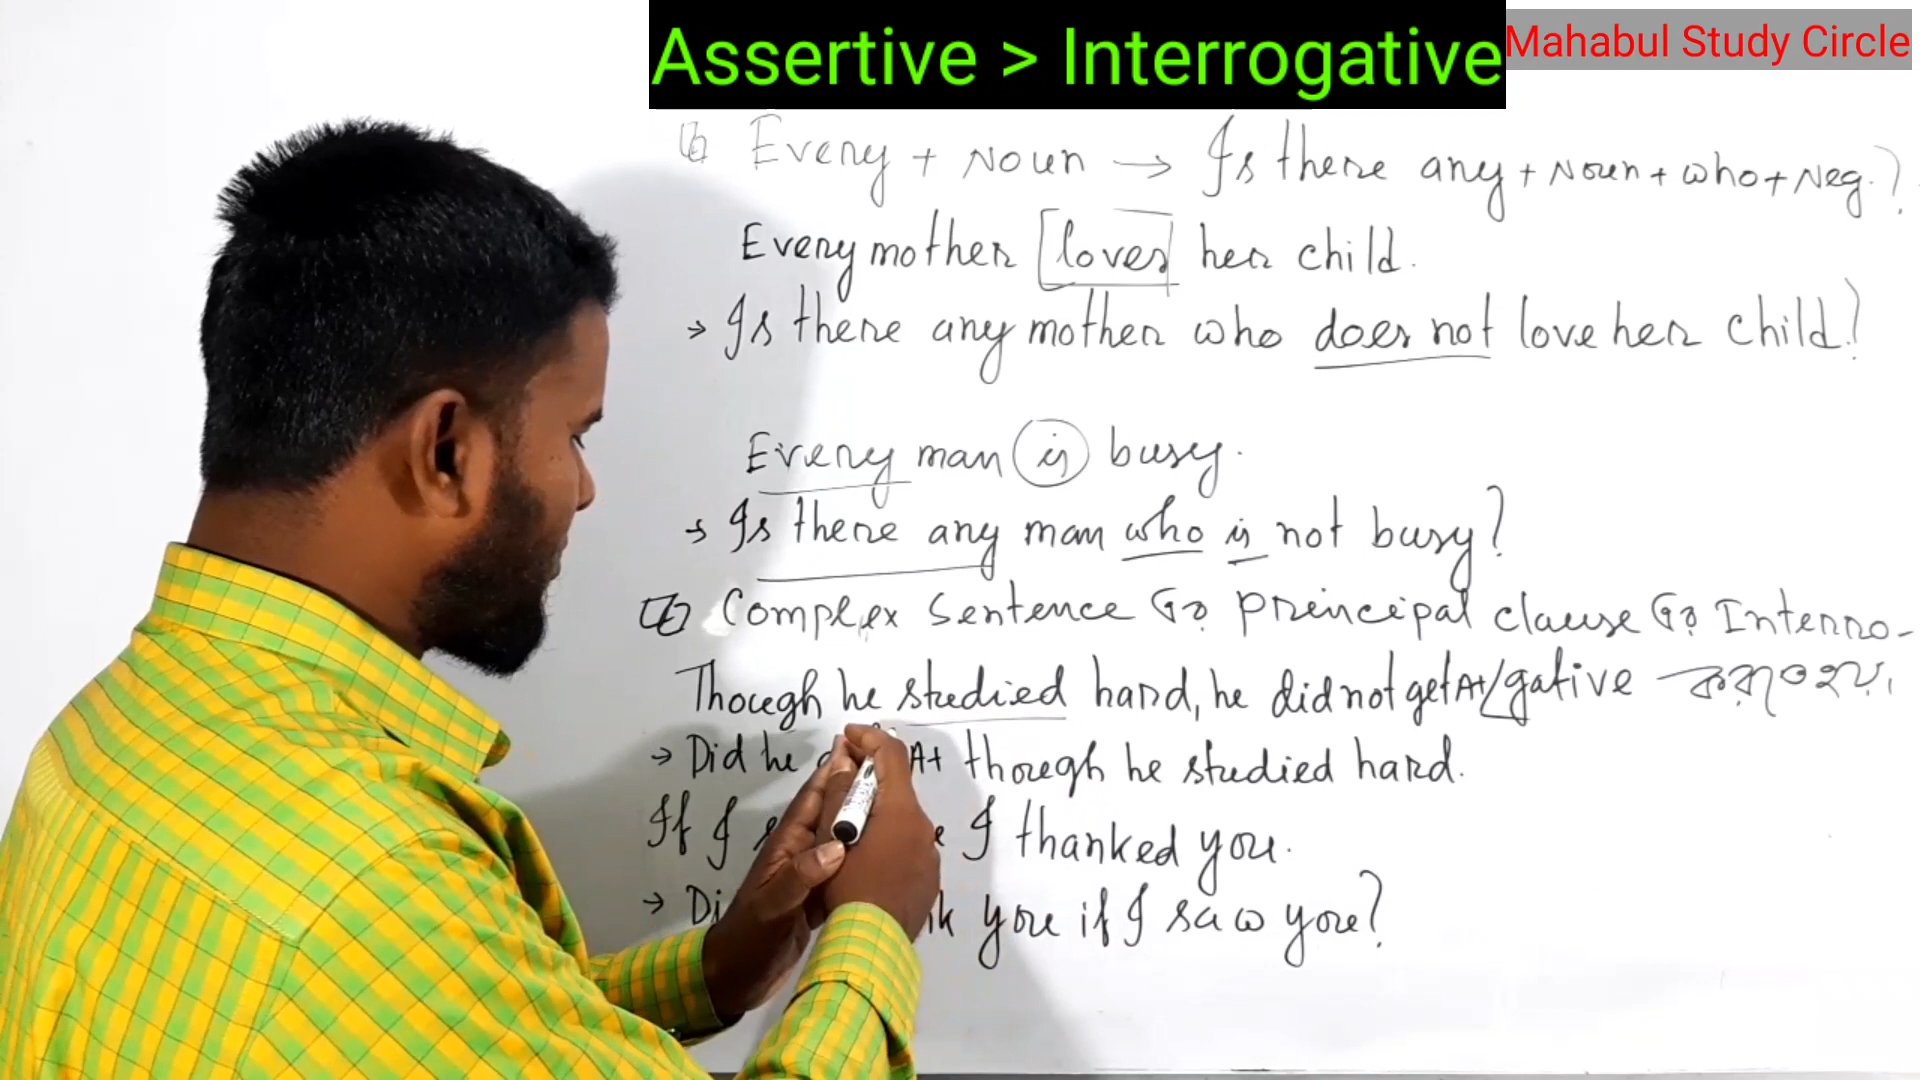 Assertive > Interrogative
Mahabul Study Circle
Every + Noun → Is there any + Noun + who + Neg.?
Every mother loves her child.
→ Is there any mother who does not love her child?
Every man is busy.
→ Is there any man who is not busy?
Complex Sentence এর principal clause এর Interro-
Though he studied hard, he did not get A+ / gative করতে হয়।
→ Did he A+ though he studied hard.
If I I thanked you.
→ you if I saw you?